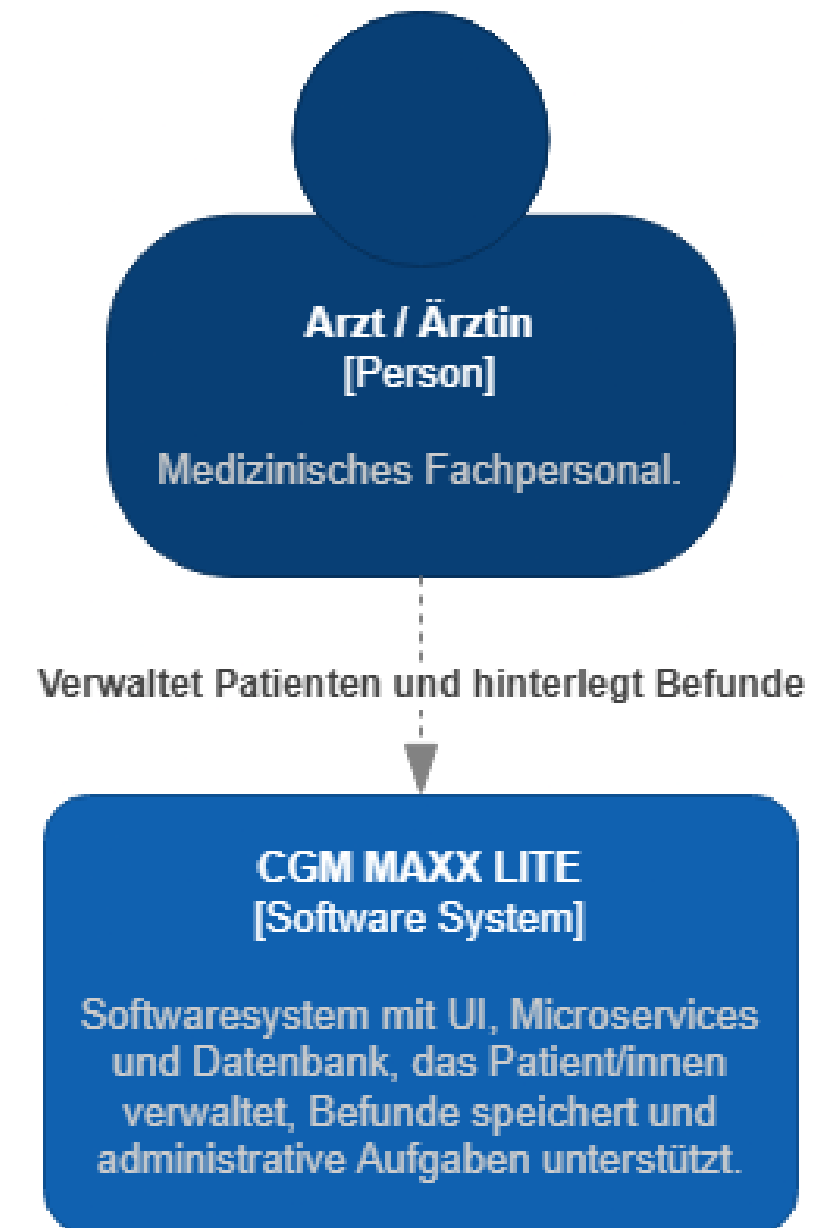 Arzt / Ärztin
[Person]
Medizinisches Fachpersonal.
Verwaltet Patienten und hinterlegt Befunde
CGM MAXX LITE
[Software System]
Softwaresystem mit UI, Microservices
und Datenbank, das Patient/innen
verwaltet, Befunde speichert und
administrative Aufgaben unterstützt.